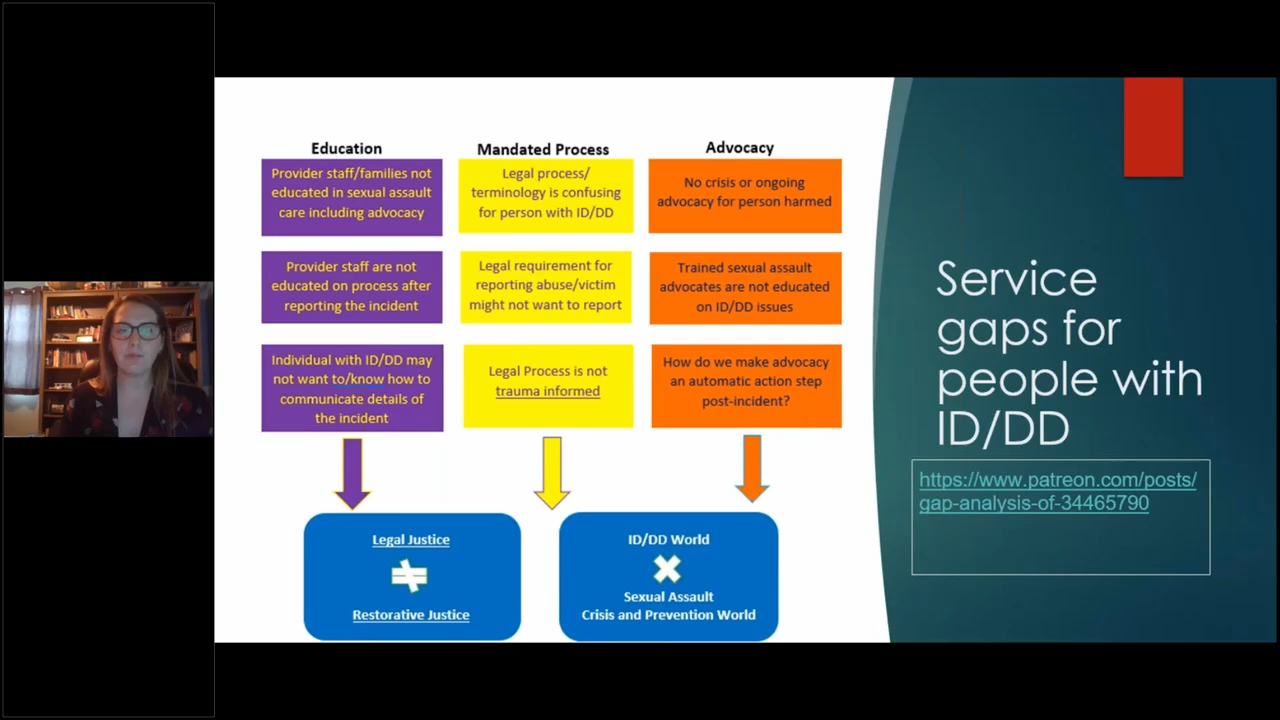 Education
Provider staff/families not
educated in sexual assault
care including advocacy
Provider staff are not
educated on process after
reporting the incident
Individual with ID/DD may
not want to/know how to
communicate details of
the incident
Mandated Process
Legal process/
terminology is confusing
for person with ID/DD
Legal requirement for
reporting abuse/victim
might not want to report
Legal Process is not
trauma informed
Advocacy
No crisis or ongoing
advocacy for person harmed
Trained sexual assault
advocates are not educated
on ID/DD issues
How do we make advocacy
an automatic action step
post-incident?
Legal Justice
≠
Restorative Justice
ID/DD World
Sexual Assault
Crisis and Prevention World
Service
gaps for
people with
ID/DD
https://www.patreon.com/posts/
gap-analysis-of-34465790